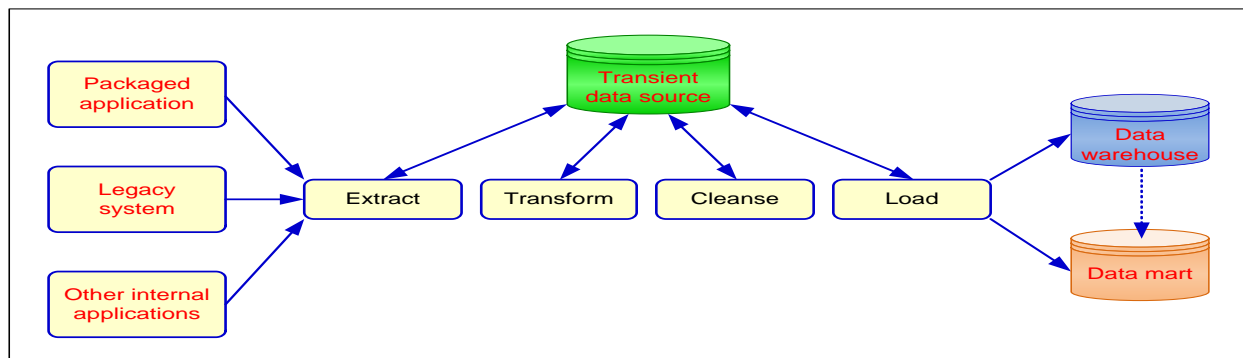 Packaged
application
Legacy
system
Other internal
applications
Extract
Transient
data source
Transform
Cleanse
Load
Data
warehouse
Data mart